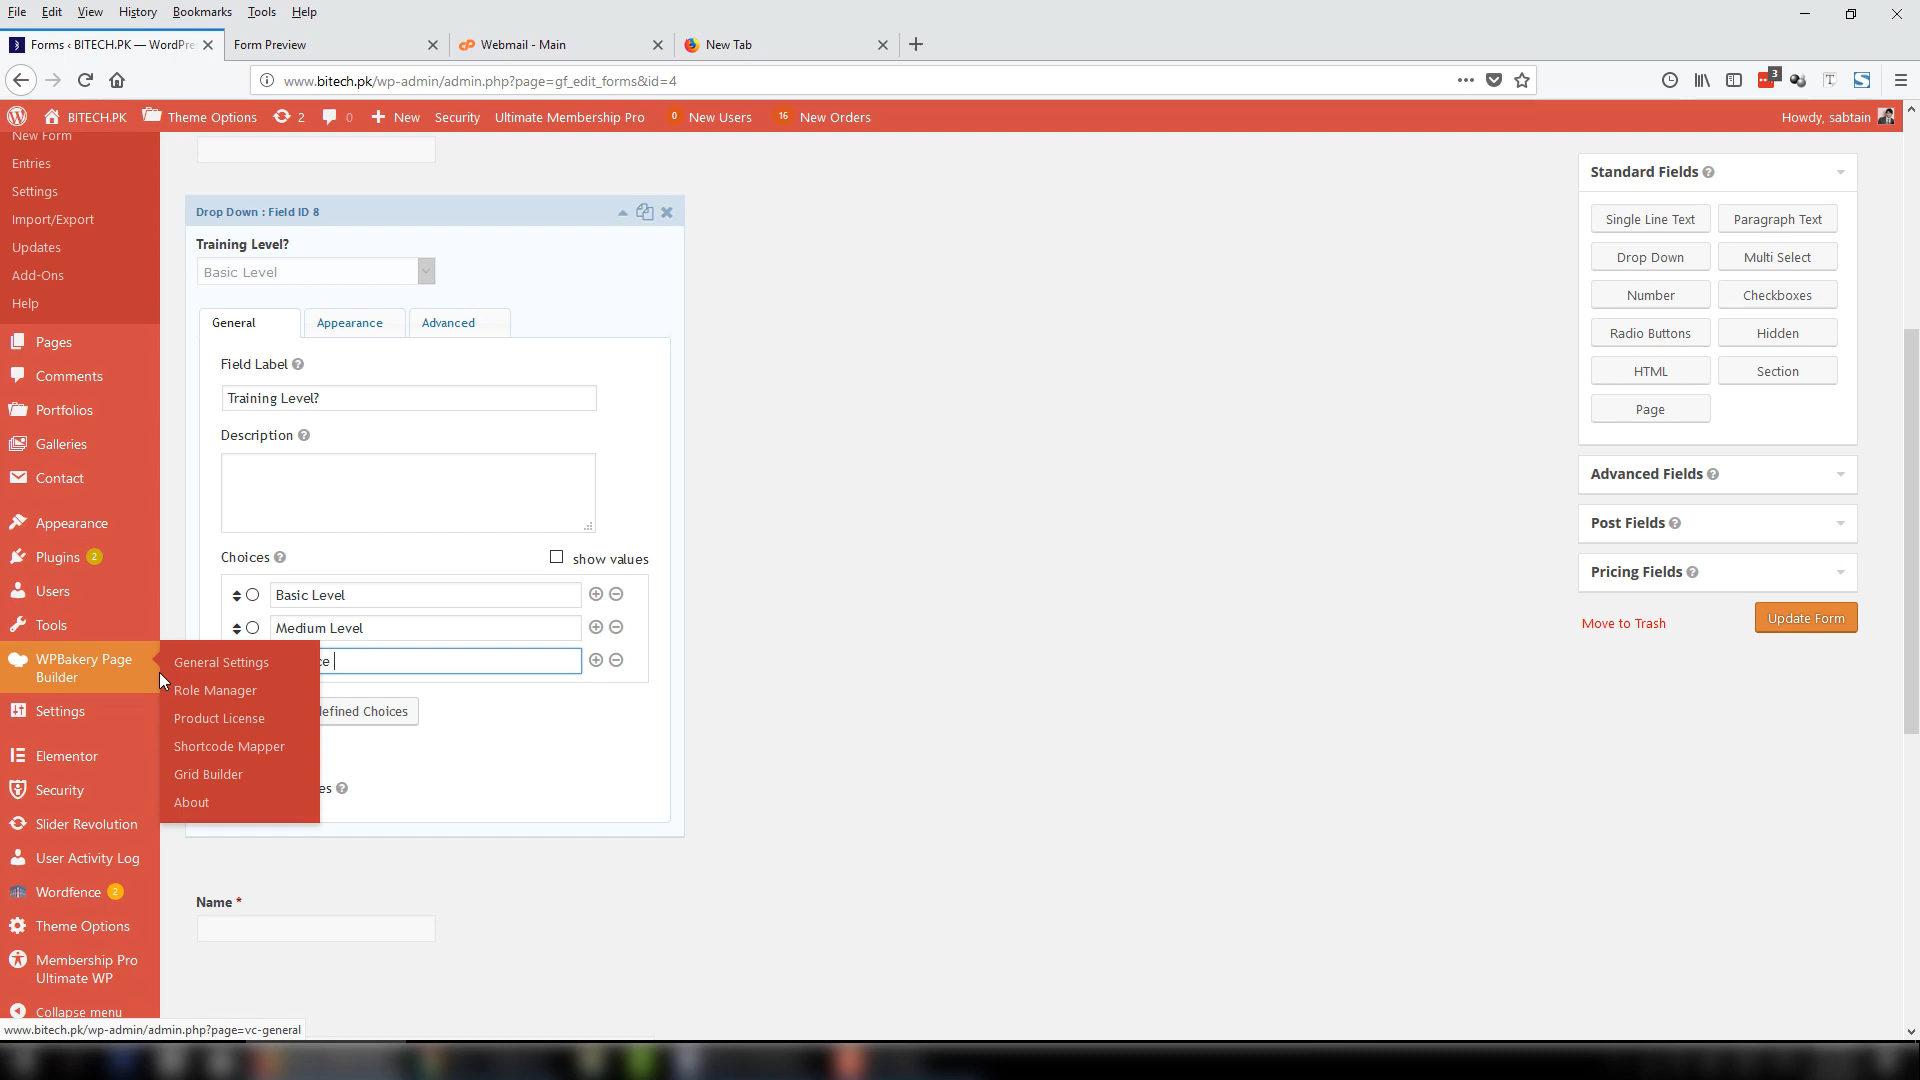 File Edit View History Bookmarks Tools Help
Forms ‹ BITECH.PK — WordPre
Form Preview
Webmail - Main
New Tab
www.bitech.pk/wp-admin/admin.php?page=gf_edit_forms&id=4
3
BITECH.PK Theme Options 2 0 New Security Ultimate Membership Pro 0 New Users 16 New Orders
Howdy, sabtain
New Form
Entries
Settings
Import/Export
Updates
Add-Ons
Help
Pages
Comments
Portfolios
Galleries
Contact
Appearance
Plugins 2
Users
Tools
WPBakery Page
Builder
Settings
Elementor
Security
Slider Revolution
User Activity Log
Wordfence 2
Theme Options
Membership Pro
Ultimate WP
Collapse menu
General Settings
Role Manager
Product License
Shortcode Mapper
Grid Builder
About
Drop Down : Field ID 8
Training Level?
Basic Level
General Appearance Advanced
Field Label
Training Level?
Description
Choices
show values
Basic Level
Medium Level
ce
efined Choices
es
Name *
Standard Fields
Single Line Text Paragraph Text
Drop Down Multi Select
Number Checkboxes
Radio Buttons Hidden
HTML Section
Page
Advanced Fields
Post Fields
Pricing Fields
Move to Trash
Update Form
www.bitech.pk/wp-admin/admin.php?page=vc-general